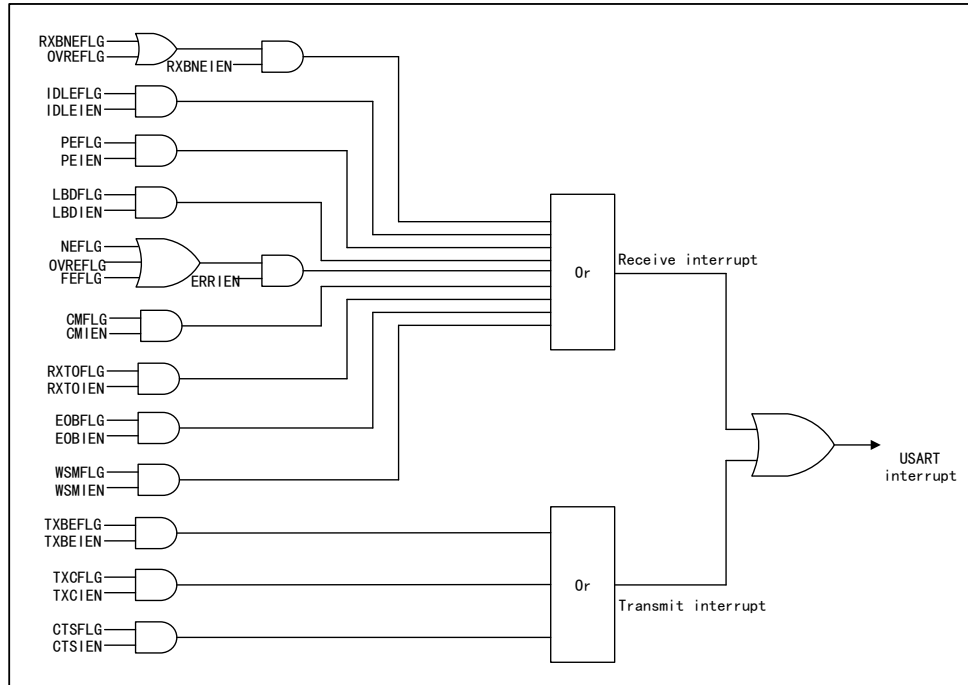 RXBNEFLG
OVREFLG
RXBNEIEN
IDLEFLG
IDLEIEN
PEFLG
PEIEN
LBDFLG
LBDIEN
NEFLG
OVREFLG
FEFLG
ERRIEN
CMFLG
CMIEN
RXTOFLG
RXTOIEN
EOBFLG
EOBIEN
WSMFLG
WSMIEN
Or
Receive interrupt
USART
interrupt
TXBEFLG
TXBEIEN
TXCFLG
TXCIEN
CTSFLG
CTSIEN
Or
Transmit interrupt